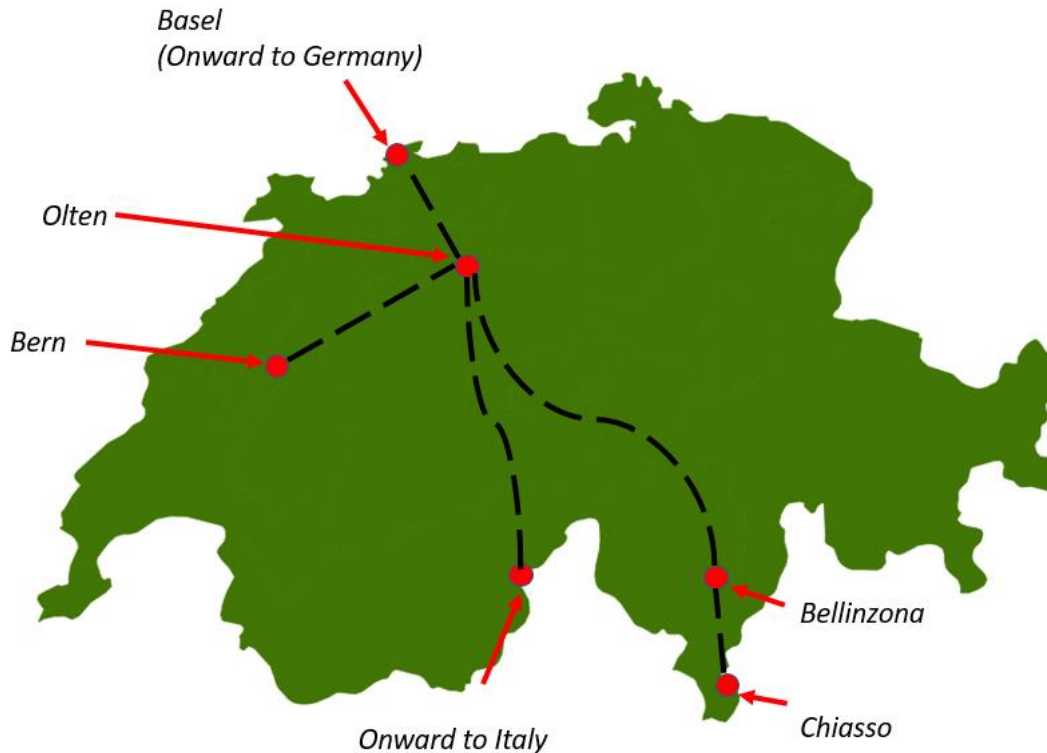 Basel
(Onward to Germany)
Olten
Bern
Bellinzona
Chiasso
Onward to Italy